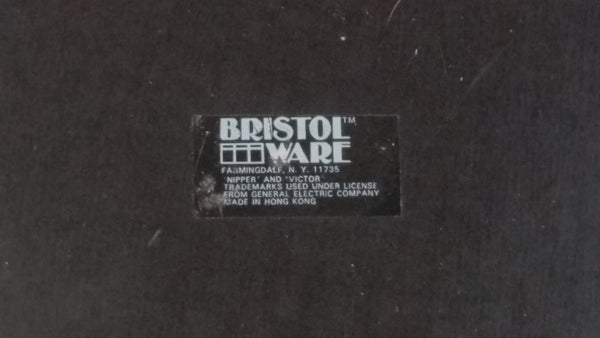 BRISTOL™
WARE
FARMINGDALE, N. Y. 11735
"NIPPER" AND "VICTOR"
TRADEMARKS USED UNDER LICENSE
FROM GENERAL ELECTRIC COMPANY
MADE IN HONG KONG